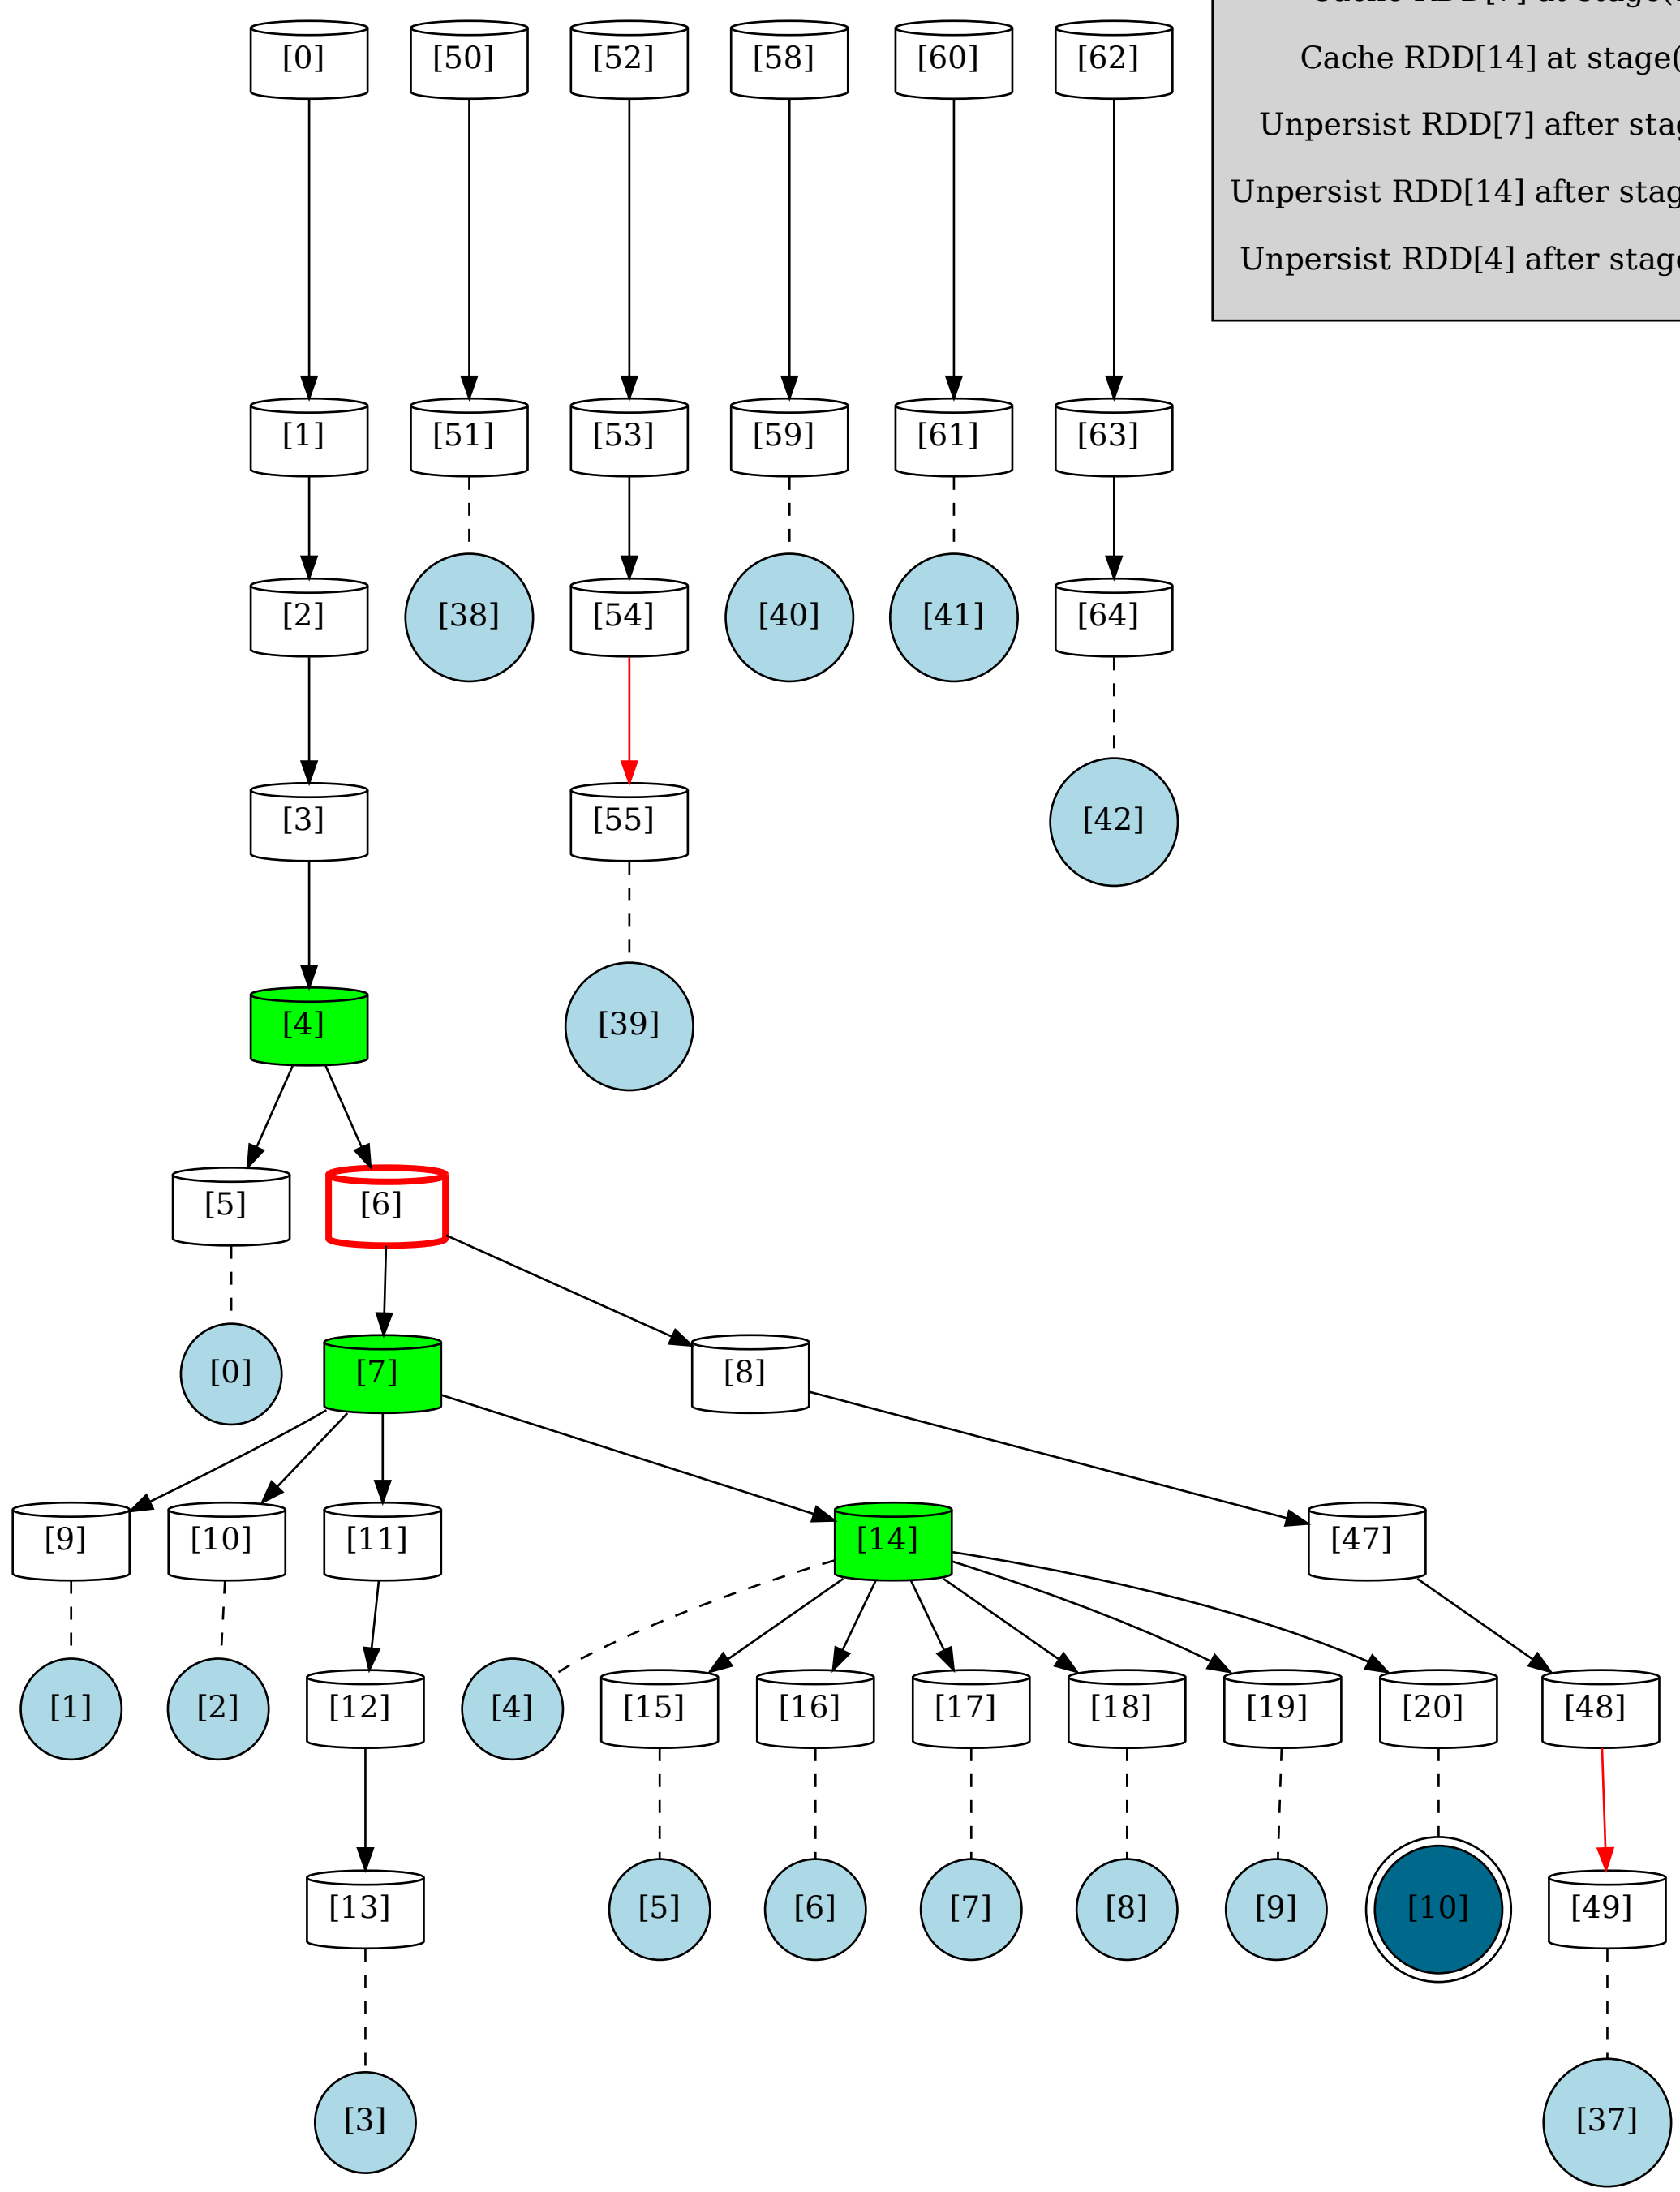 [0] [50] [52] [58] [60] [62]
Cache RDD[14] at stage(
Unpersist RDD[7] after
Unpersist RDD[14] after
Unpersist RDD[4] after
[1] [51] [53] [59] [61] [63]
[2] [38] [54] [40] [41] [64]
[3] [55] [42]
[4] [39]
[5] [6]
[0] [7] [8]
[9] [10] [11] [14] [47]
[1] [2] [12] [4] [15] [16] [17] [18] [19] [20] [48]
[13] [5] [6] [7] [8] [9] [10] [49]
[3] [37]